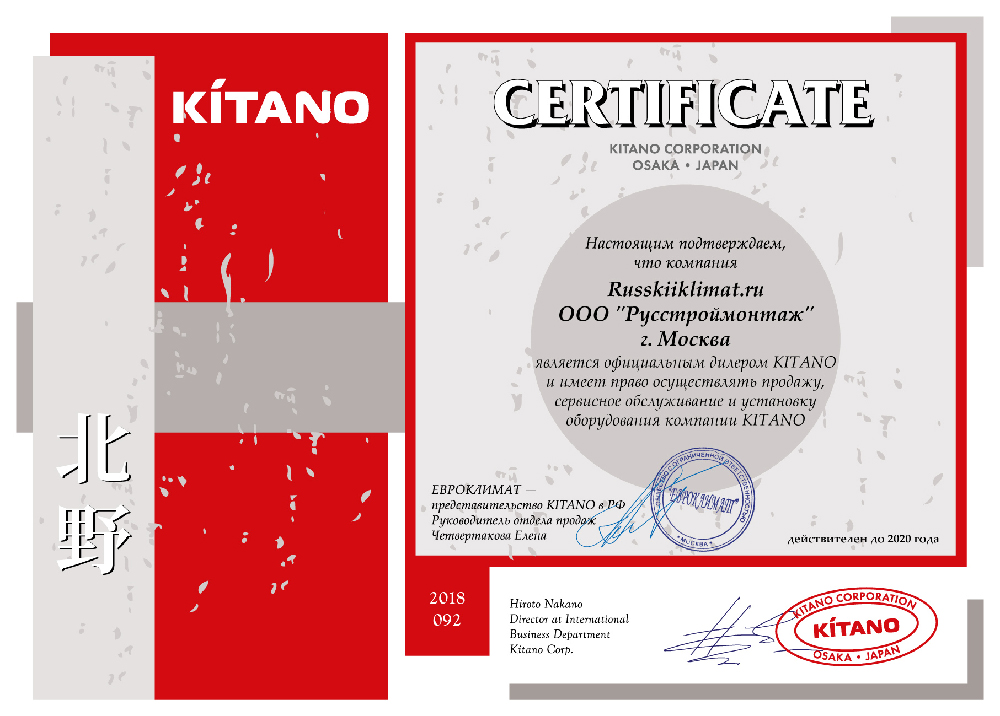 KÍTANO
北
野
CERTIFICATE
KITANO CORPORATION
OSAKA • JAPAN
Настоящим подтверждаем,
что компания
Russkiiklimat.ru
ООО "Русстроймонтаж"
г. Москва
является официальным дилером KITANO
и имеет право осуществлять продажу,
сервисное обслуживание и установку
оборудования компании KITANO
ЕВРОКЛИМАТ —
представительство KITANO в РФ
Руководитель отдела продаж
Четвертакова Елена
ОБЩЕСТВО С ОГРАНИЧЕННОЙ ОТВЕТСТВЕННОСТЬЮ
"ЕВРОКЛИМАТ"
* МОСКВА *
действителен до 2020 года
2018
092
Hiroto Nakano
Director at International
Business Department
Kitano Corp.
KITANO CORPORATION
KÍTANO
OSAKA • JAPAN